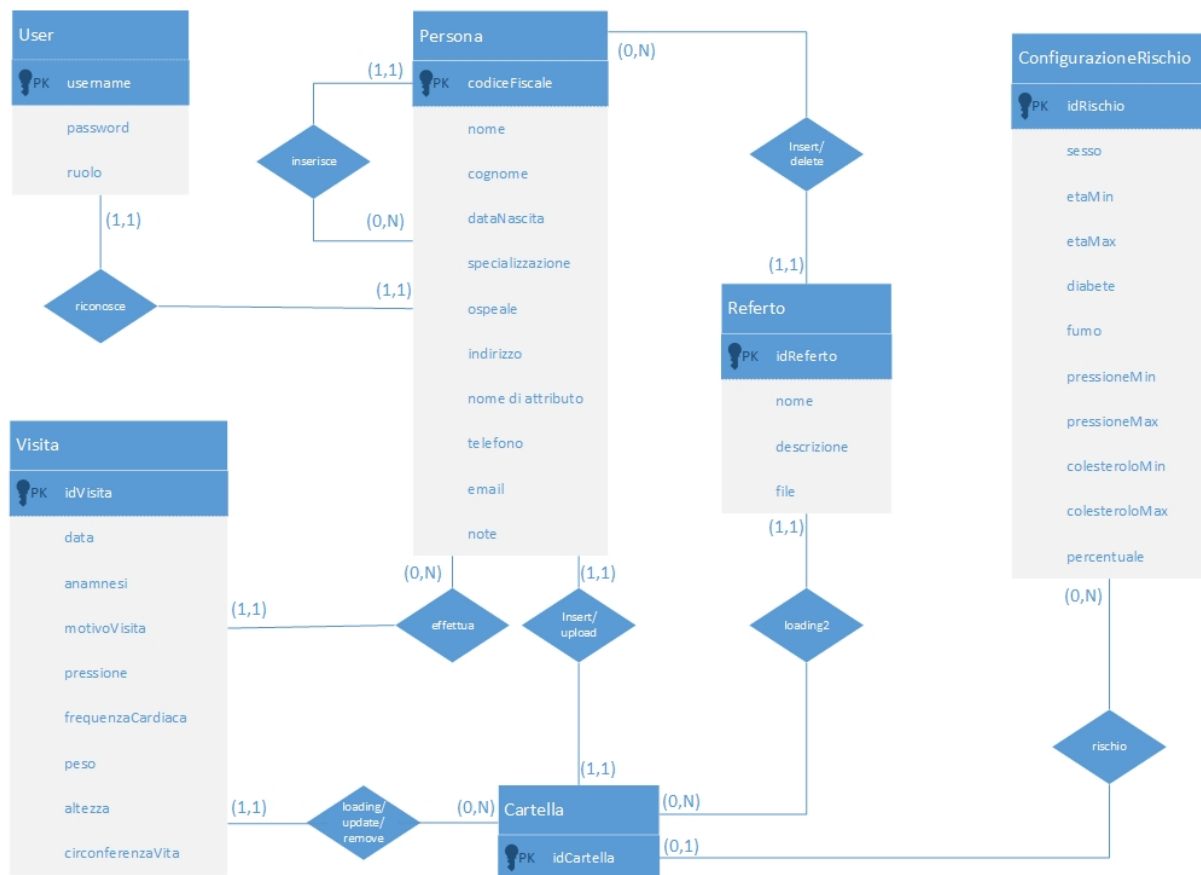 User
PK username
password
ruolo
(1,1)
riconosce
(1,1)
Persona
PK codiceFiscale
nome
cognome
dataNascita
specializzazione
ospeale
indirizzo
nome di attributo
telefono
email
note
(1,1)
inserisce
(0,N)
(0,N)
Insert/
delete
(1,1)
Referto
PK idReferto
nome
descrizione
file
(1,1)
loading2
(0,N)
ConfigurazioneRischio
PK idRischio
sesso
etaMin
etaMax
diabete
fumo
pressioneMin
pressioneMax
colesteroloMin
colesteroloMax
percentuale
(0,N)
rischio
(0,1)
Visita
PK idVisita
data
anamnesi
motivoVisita
pressione
frequenzaCardiaca
peso
altezza
circonferenzaVita
(1,1)
effettua
(0,N)
(1,1)
Insert/
upload
(1,1)
(1,1)
loading/
update/
remove
(0,N)
Cartella
PK idCartella